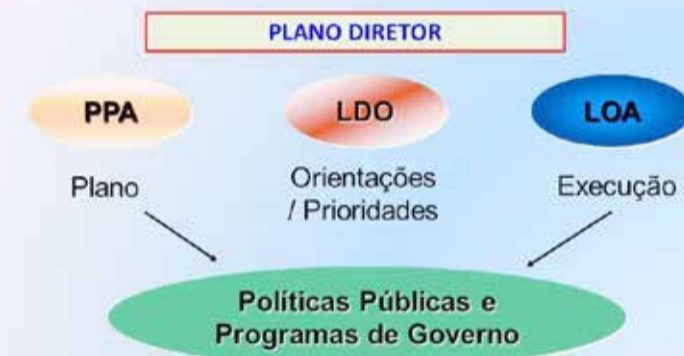 PLANO DIRETOR
PPA
LDO
LOA
Plano
Orientações
/ Prioridades
Execução
Políticas Públicas e
Programas de Governo